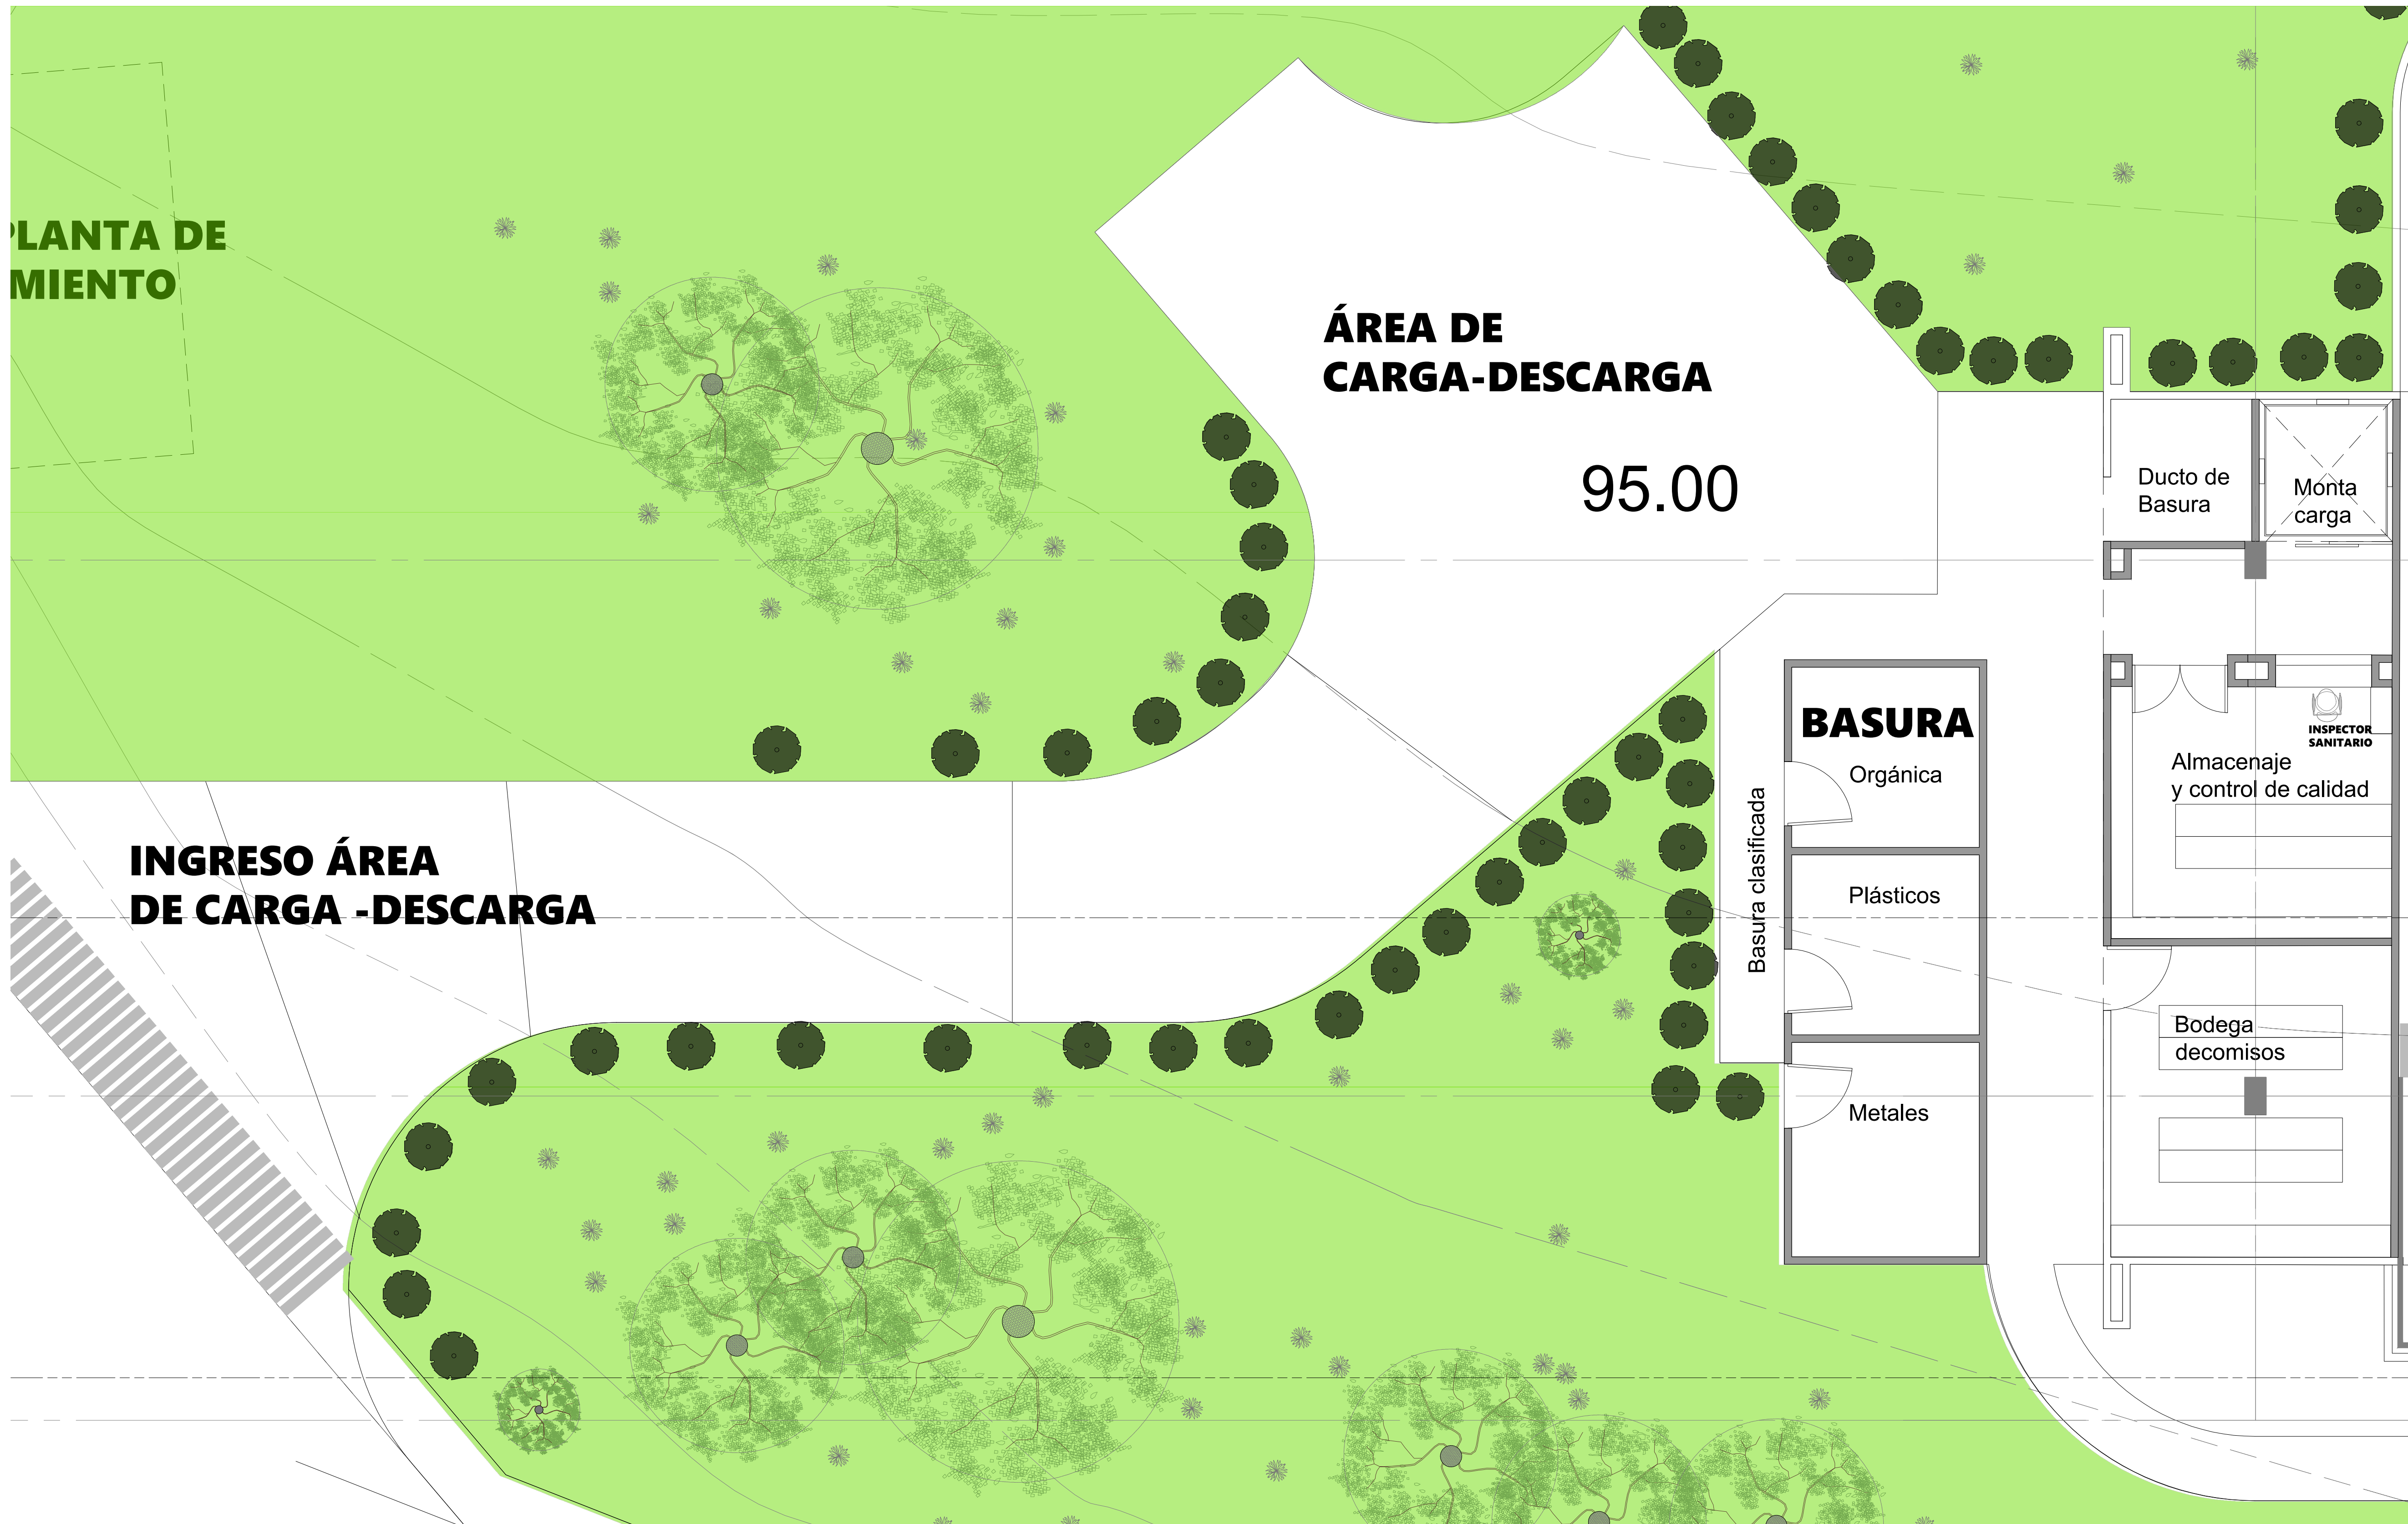 PLANTA DE
MIENTO
ÁREA DE
CARGA-DESCARGA
95.00
Ducto de
Basura
Monta
carga
BASURA
Orgánica
Plásticos
Metales
Basura clasificada
INSPECTOR
SANITARIO
Almacenaje
y control de calidad
Bodega
decomisos
INGRESO ÁREA
DE CARGA -DESCARGA